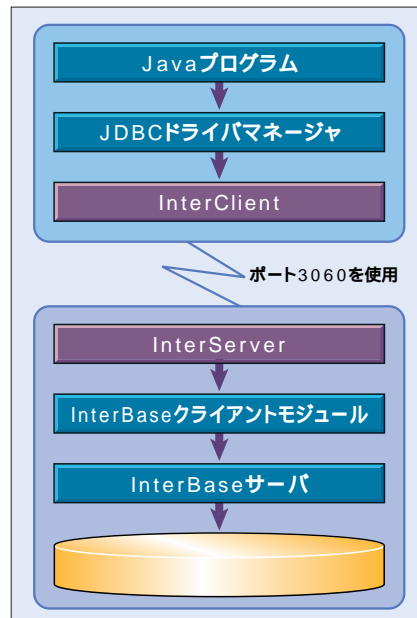 Javaプログラム
JDBCドライバマネージャ
InterClient
ポート3060を使用
InterServer
InterBaseクライアントモジュール
InterBaseサーバ